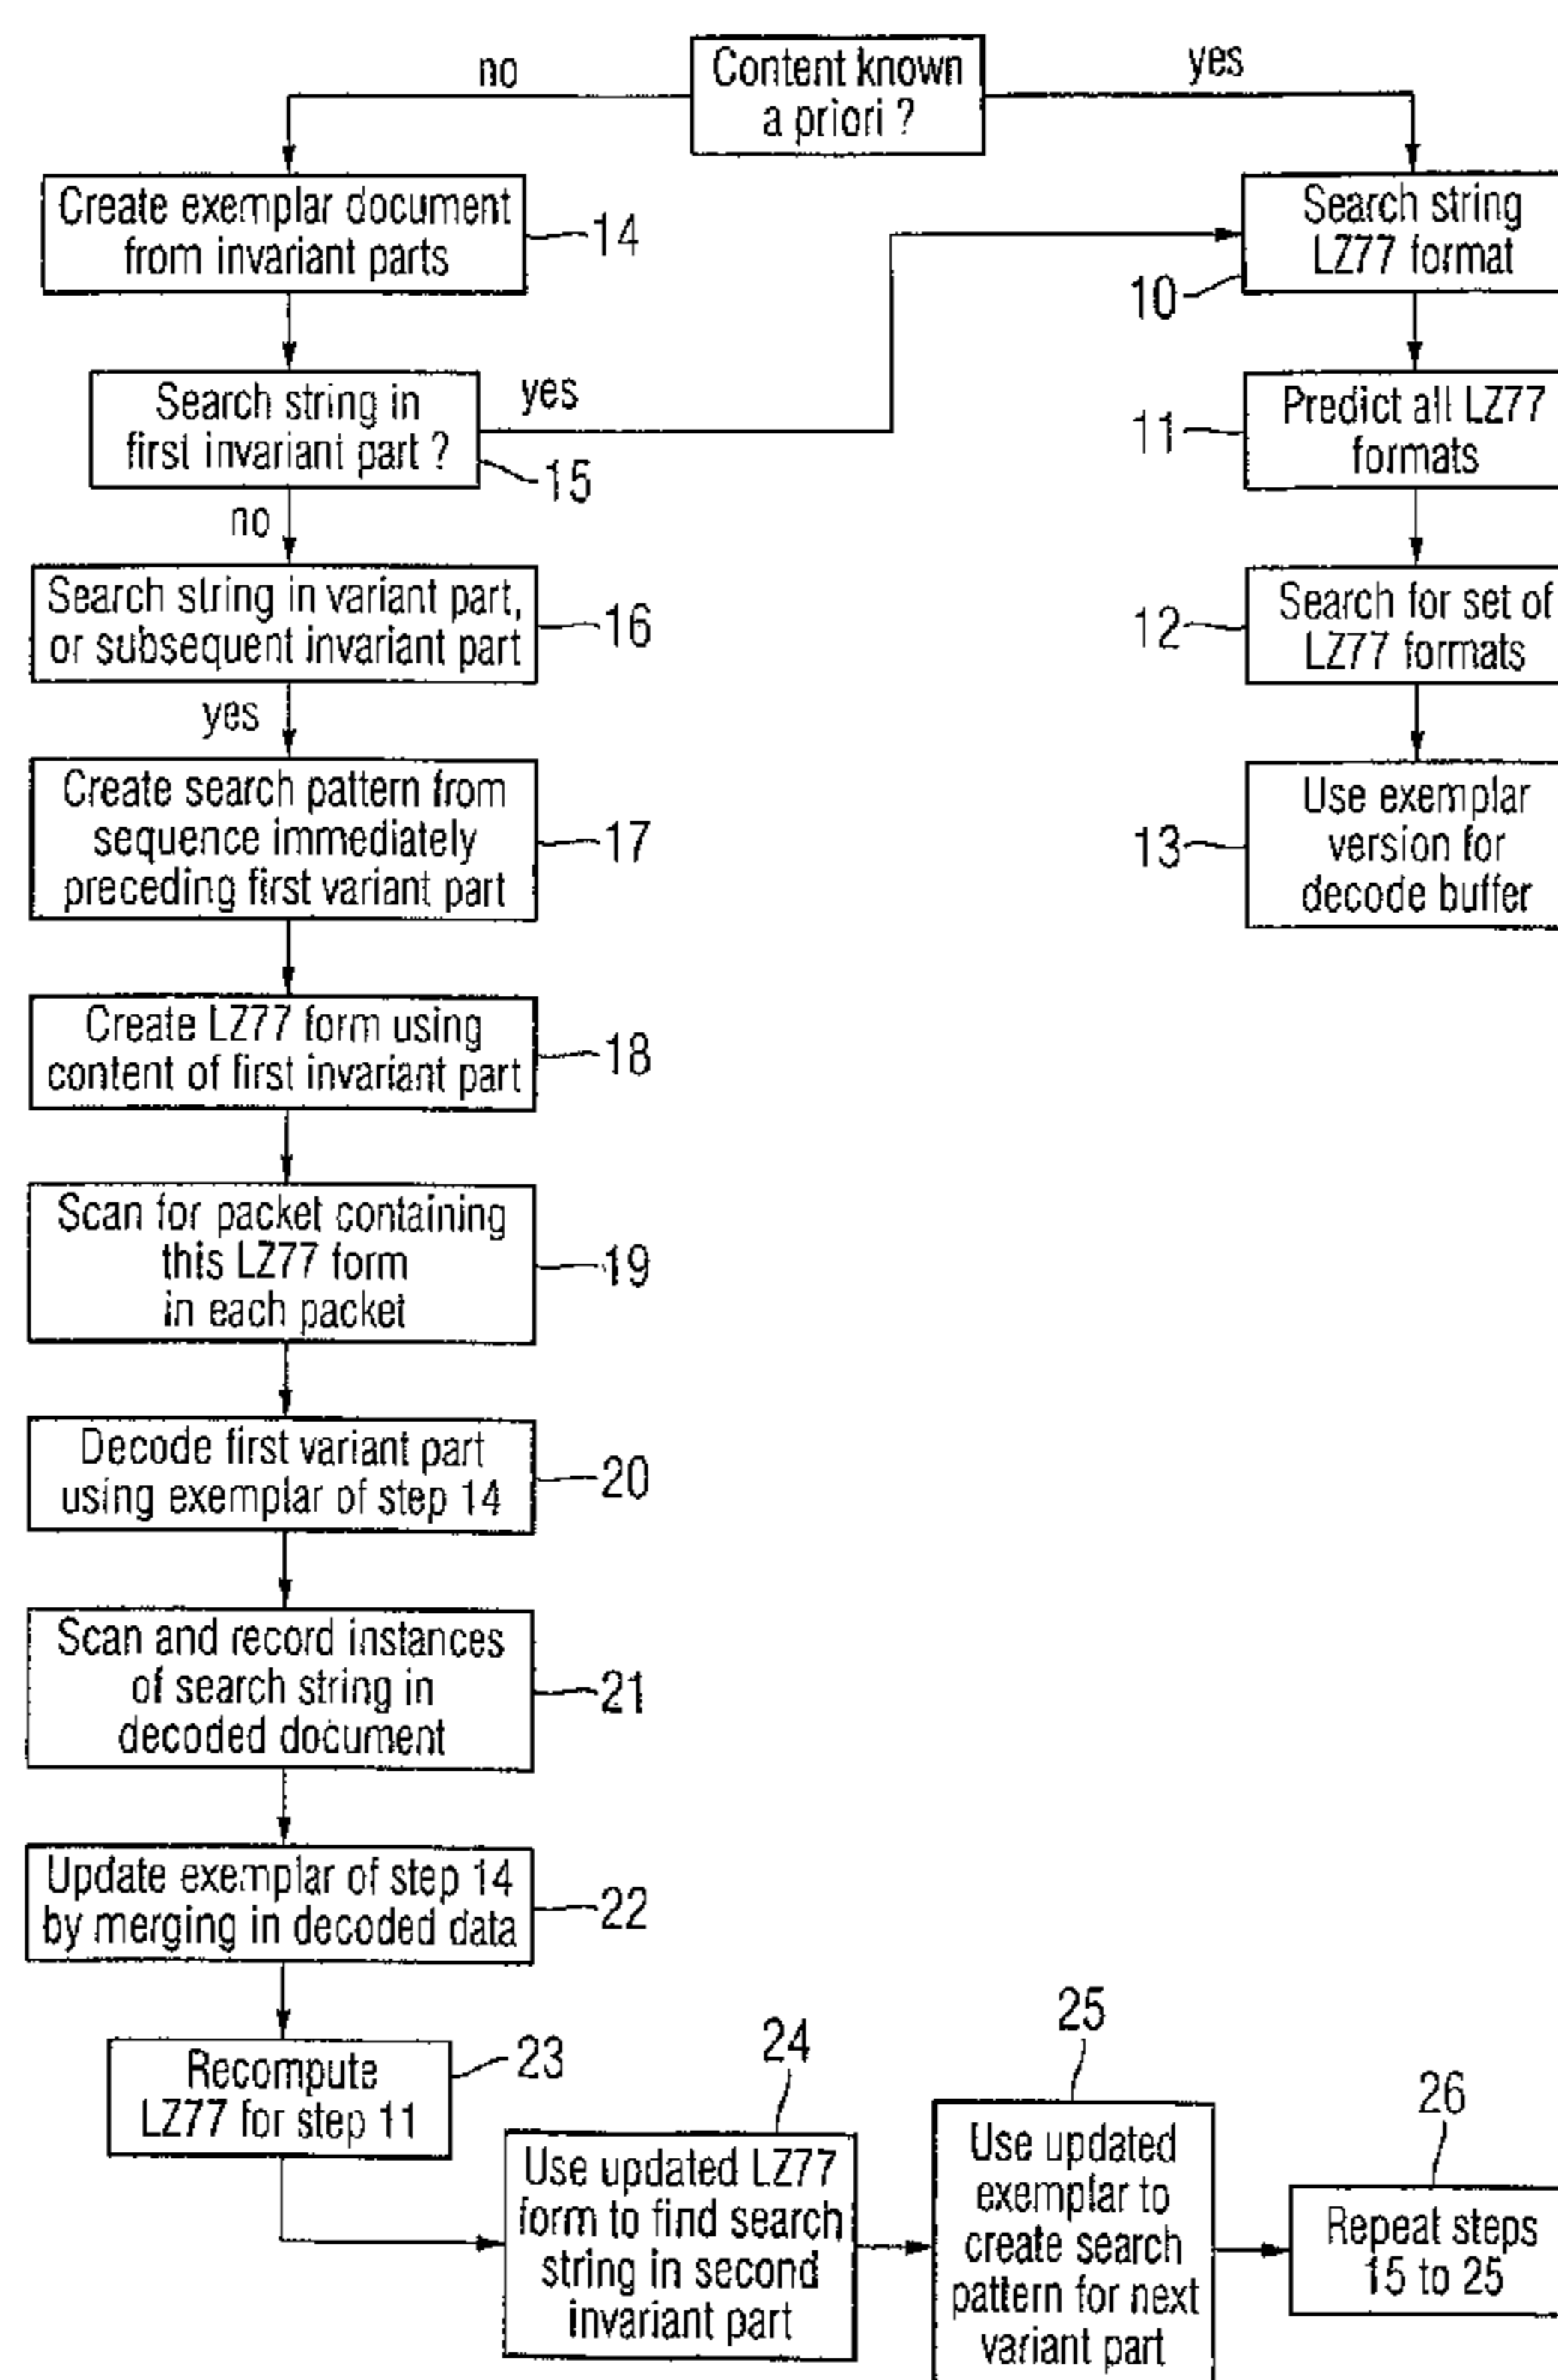 no
Content known
a priori ?
yes
Create exemplar document
from invariant parts
14
Search string
LZ77 format
10
Search string in
first invariant part ?
yes
15
no
Predict all LZ77
formats
11
Search string in variant part,
or subsequent invariant part
16
yes
Search for set of
LZ77 formats
12
Create search pattern from
sequence immediately
preceding first variant part
17
Use exemplar
version for
decode buffer
13
Create LZ77 form using
content of first invariant part
18
Scan for packet containing
this LZ77 form
in each packet
19
Decode first variant part
using exemplar of step 14
20
Scan and record instances
of search string in
decoded document
21
Update exemplar of step 14
by merging in decoded data
22
Recompute
LZ77 for step 11
23
24
Use updated LZ77
form to find search
string in second
invariant part
25
Use updated
exemplar to
create search
pattern for next
variant part
26
Repeat steps
15 to 25